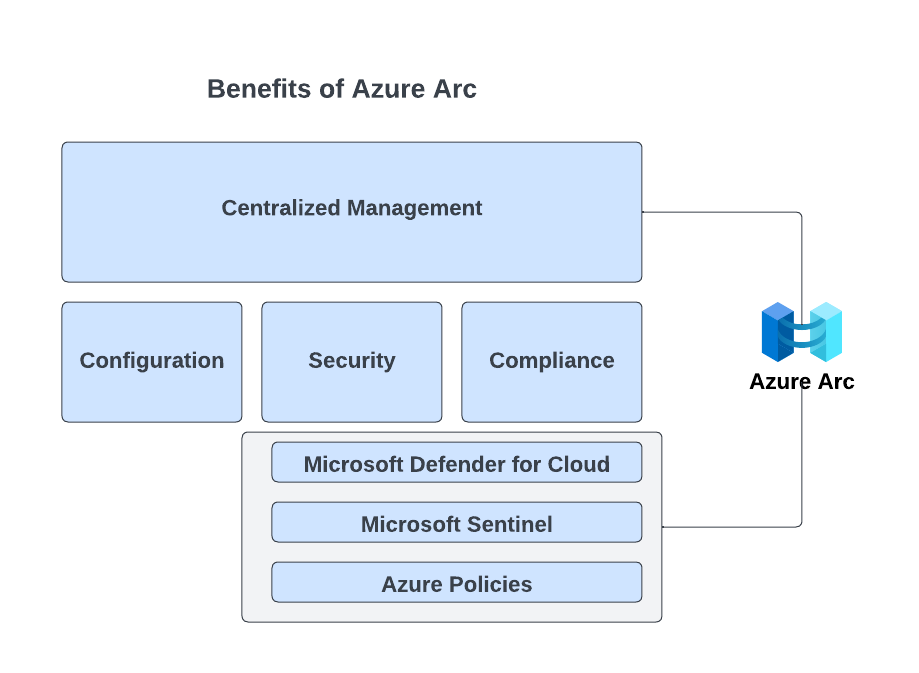 Benefits of Azure Arc
Centralized Management
Configuration
Security
Compliance
Azure Arc
Microsoft Defender for Cloud
Microsoft Sentinel
Azure Policies